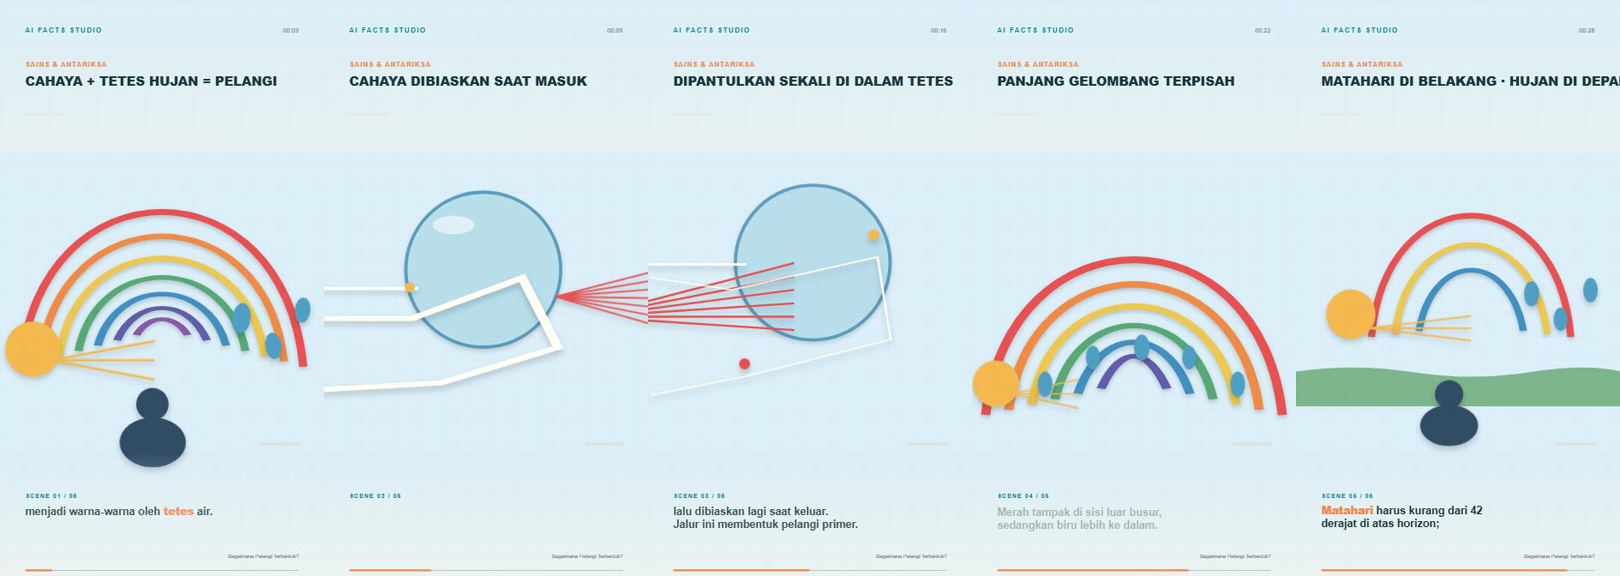 AI FACTS STUDIO
00:03
SAINS & ANTARIKSA
CAHAYA + TETES HUJAN = PELANGI
SCENE 01 / 06
menjadi warna-warna oleh tetes air.
Bagaimana Pelangi Terbentuk?
AI FACTS STUDIO
00:09
SAINS & ANTARIKSA
CAHAYA DIBIASKAN SAAT MASUK
SCENE 02 / 06
Bagaimana Pelangi Terbentuk?
AI FACTS STUDIO
00:16
SAINS & ANTARIKSA
DIPANTULKAN SEKALI DI DALAM TETES
SCENE 03 / 06
lalu dibiaskan lagi saat keluar.
Jalur ini membentuk pelangi primer.
Bagaimana Pelangi Terbentuk?
AI FACTS STUDIO
00:22
SAINS & ANTARIKSA
PANJANG GELOMBANG TERPISAH
SCENE 04 / 06
Merah tampak di sisi luar busur,
sedangkan biru lebih ke dalam.
Bagaimana Pelangi Terbentuk?
AI FACTS STUDIO
00:28
SAINS & ANTARIKSA
MATAHARI DI BELAKANG · HUJAN DI DEPA
SCENE 05 / 06
Matahari harus kurang dari 42
derajat di atas horizon;
Bagaimana Pelangi Terbentuk?